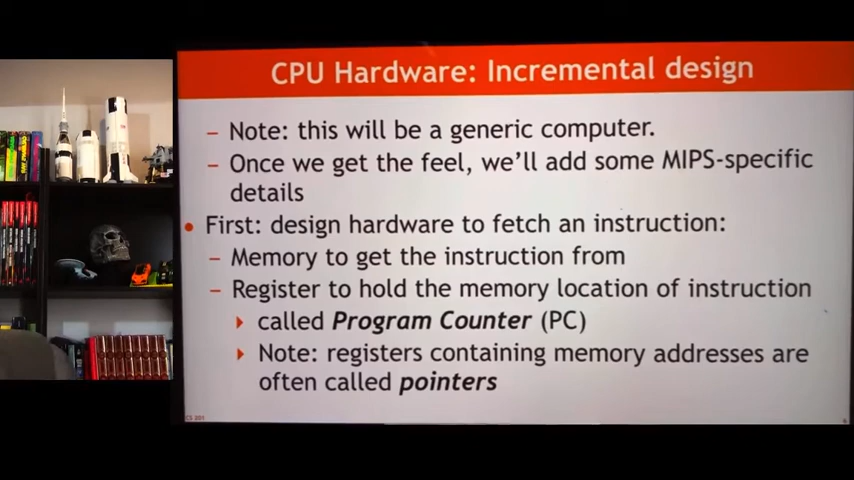 CPU Hardware: Incremental design
– Note: this will be a generic computer.
– Once we get the feel, we'll add some MIPS-specific
details
• First: design hardware to fetch an instruction:
– Memory to get the instruction from
– Register to hold the memory location of instruction
called Program Counter (PC)
Note: registers containing memory addresses are
often called pointers